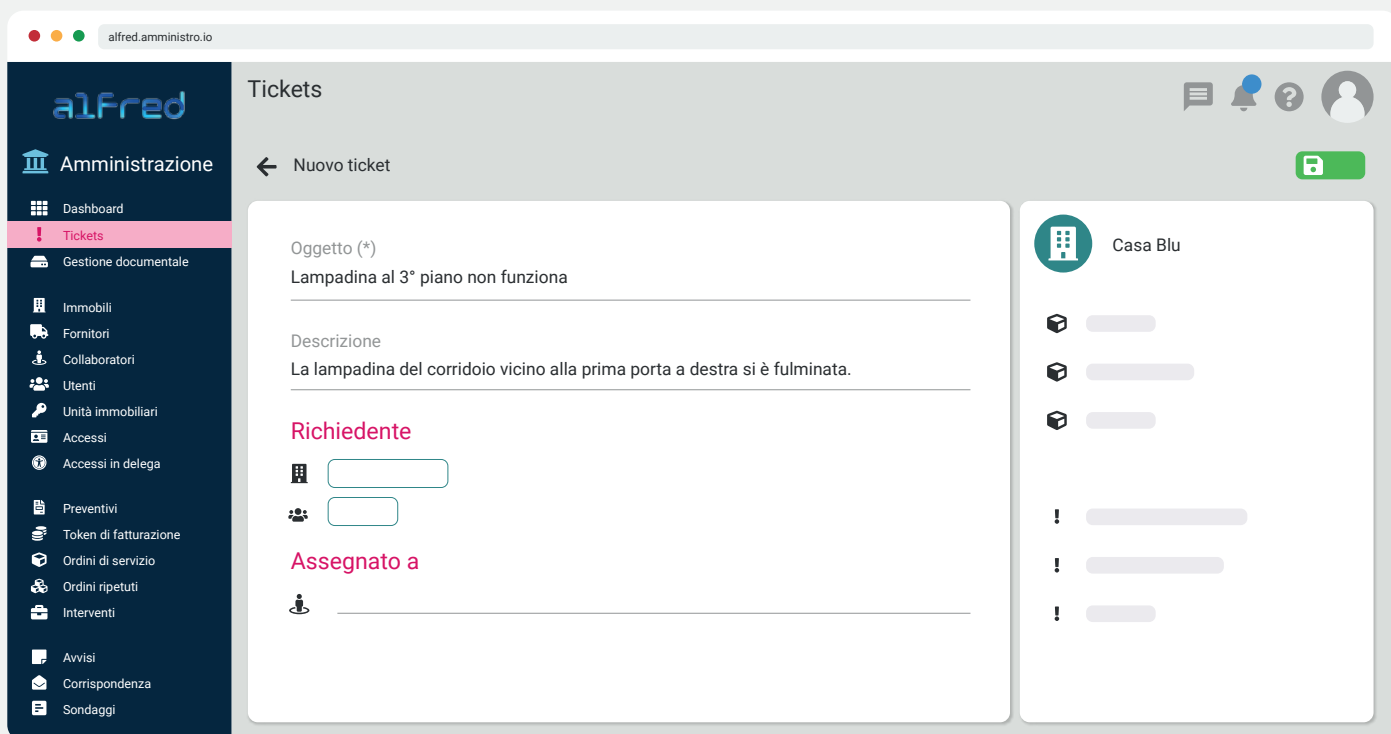 alfred.amministro.io
alfred
Amministrazione
Dashboard
Tickets
Gestione documentale
Immobili
Fornitori
Collaboratori
Utenti
Unità immobiliari
Accessi
Accessi in delega
Preventivi
Token di fatturazione
Ordini di servizio
Ordini ripetuti
Interventi
Avvisi
Corrispondenza
Sondaggi
Tickets
Nuovo ticket
Oggetto (*)
Lampadina al 3° piano non funziona
Descrizione
La lampadina del corridoio vicino alla prima porta a destra si è fulminata.
Richiedente
Assegnato a
Casa Blu